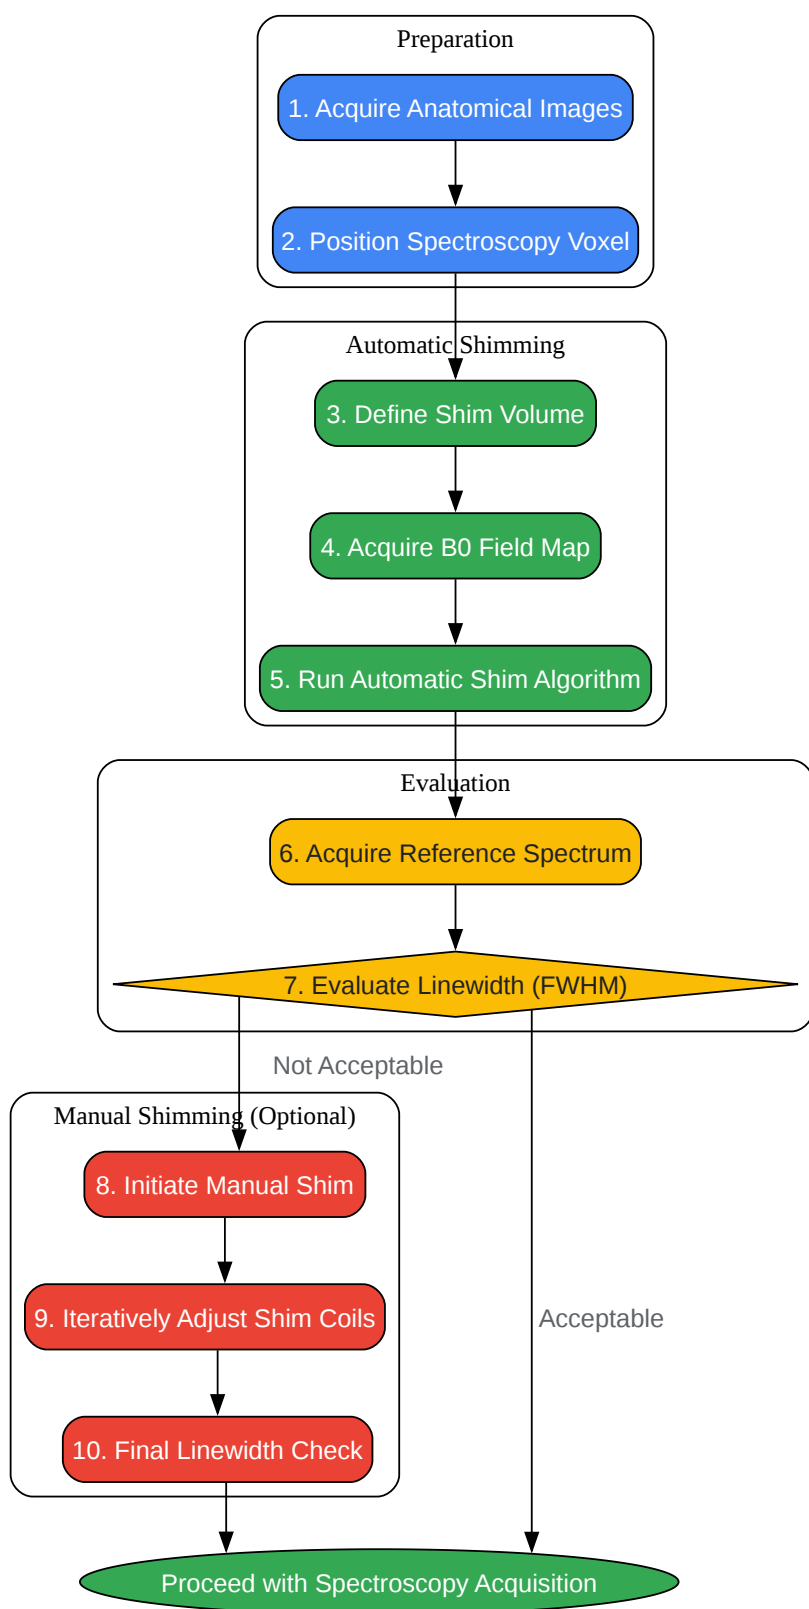 Preparation
1. Acquire Anatomical Images
2. Position Spectroscopy Voxel
Automatic Shimming
3. Define Shim Volume
4. Acquire B0 Field Map
5. Run Automatic Shim Algorithm
Evaluation
6. Acquire Reference Spectrum
7. Evaluate Linewidth (FWHM)
Not Acceptable
Manual Shimming (Optional)
8. Initiate Manual Shim
9. Iteratively Adjust Shim Coils
Acceptable
10. Final Linewidth Check
Proceed with Spectroscopy Acquisition